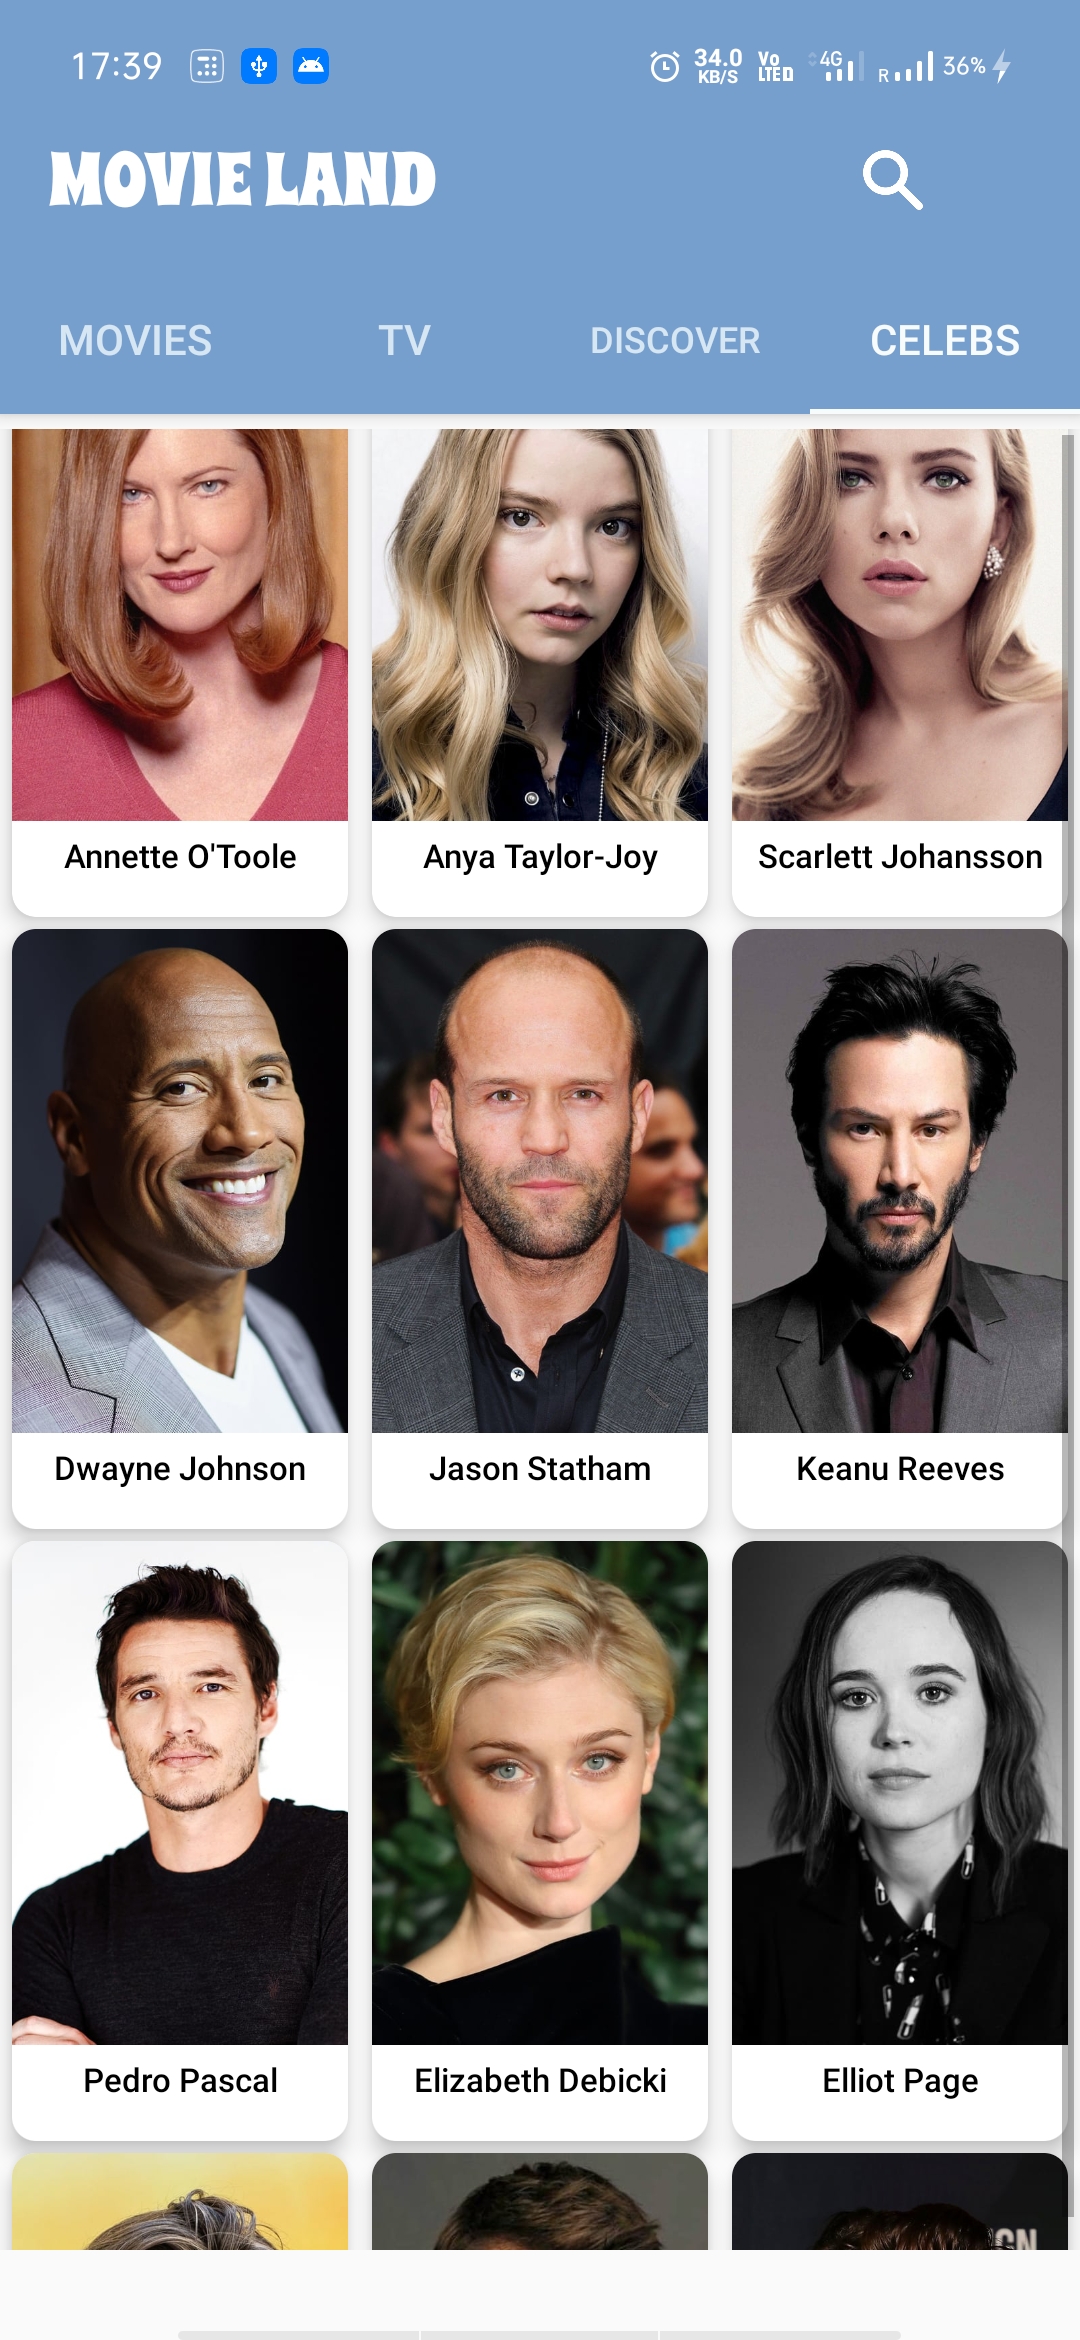 17:39 34.0 KB/S Vo LTE D 4G R 36%
MOVIE LAND
MOVIES TV DISCOVER CELEBS
Annette O'Toole Anya Taylor-Joy Scarlett Johansson
Dwayne Johnson Jason Statham Keanu Reeves
Pedro Pascal Elizabeth Debicki Elliot Page
GN